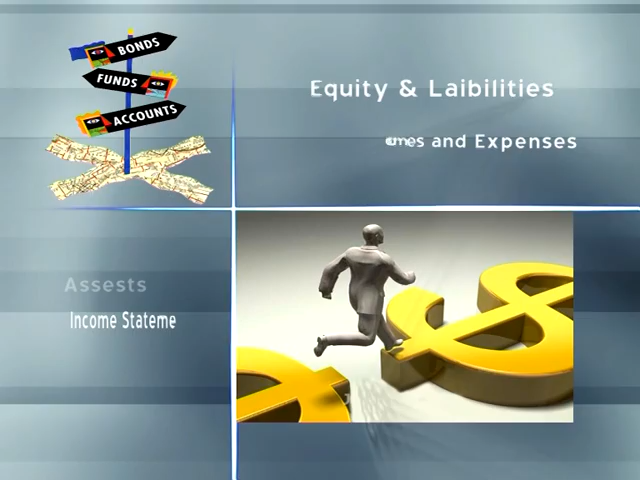 BONDS
FUNDS
ACCOUNTS
Equity & Laibilities
and Expenses
Assests
Income Stateme